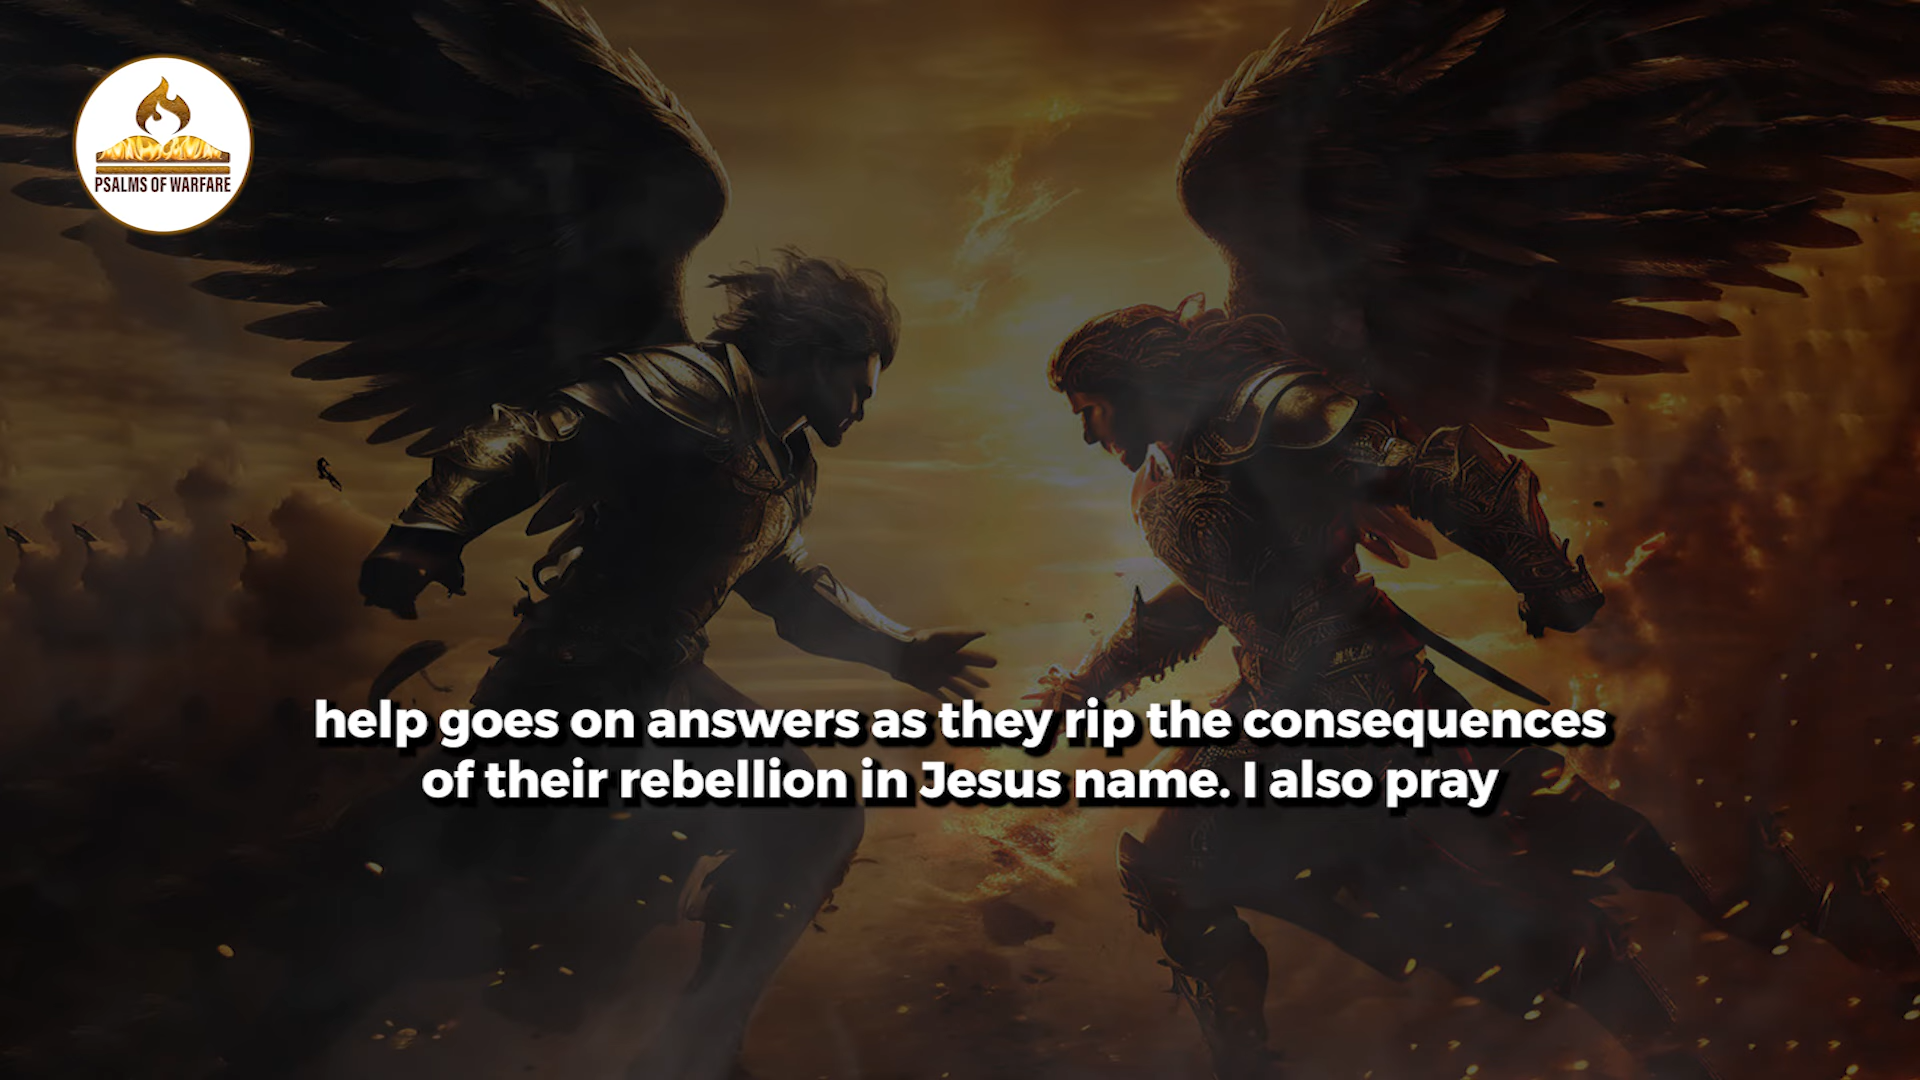 PSALMS OF WARFARE
help goes on answers as they rip the consequences
of their rebellion in Jesus name. I also pray